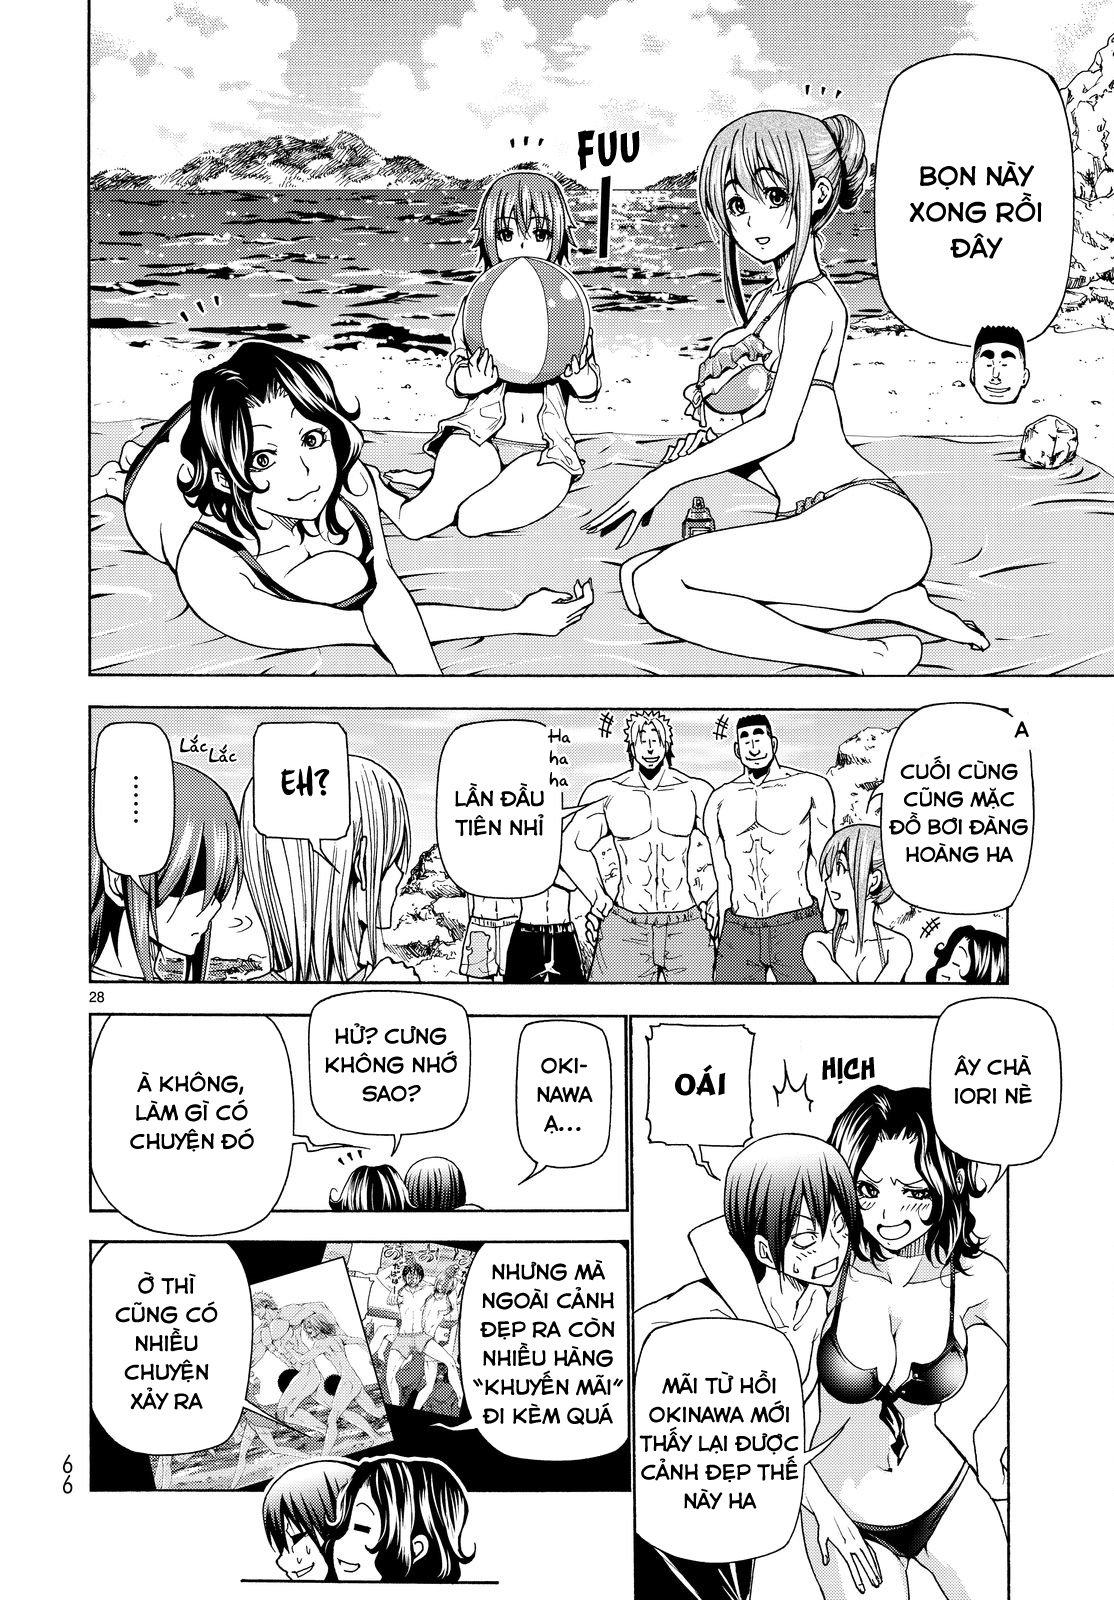 BỌN NÀY
XONG RỒI
ĐÂY
FUU
A
CUỐI CÙNG
CŨNG MẶC
ĐỒ BƠI ĐÀNG
HOÀNG HA
Ha
ha
ha
LẦN ĐẦU
TIÊN NHỈ
EH?
Lắc
Lắc
......
28
ÂY CHÀ
IORI NÈ
HỊCH
OÁI
MÃI TỪ HỒI
OKINAWA MỚI
THẤY LẠI ĐƯỢC
CẢNH ĐẸP THẾ
NÀY HA
OKI-
NAWA
Ạ...
HỬ? CƯNG
KHÔNG NHỚ
SAO?
À KHÔNG,
LÀM GÌ CÓ
CHUYỆN ĐÓ
NHƯNG MÀ
NGOÀI CẢNH
ĐẸP RA CÒN
NHIỀU HÀNG
“KHUYẾN MÃI”
ĐI KÈM QUÁ
Ờ THÌ
CŨNG CÓ
NHIỀU
CHUYỆN
XẢY RA
66